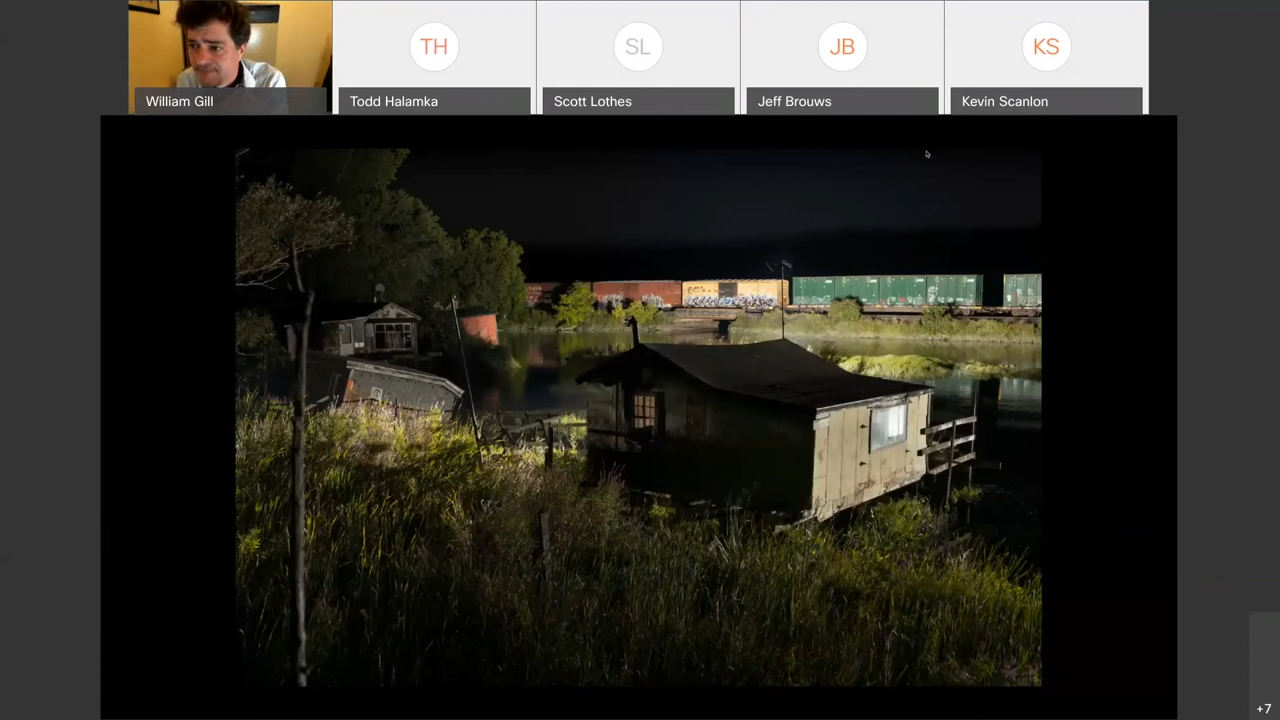 TH
SL
JB
KS
William Gill
Todd Halamka
Scott Lothes
Jeff Brouws
Kevin Scanlon
+7